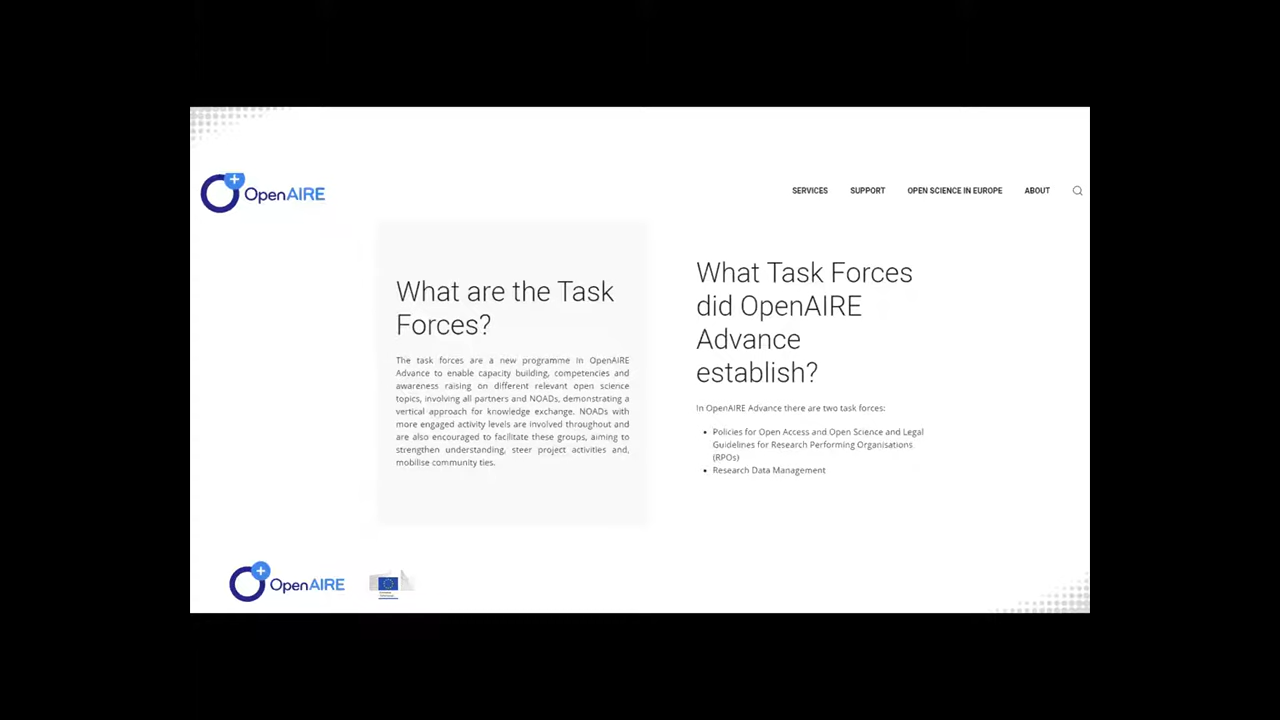 OpenAIRE
SERVICES SUPPORT OPEN SCIENCE IN EUROPE ABOUT
What are the Task
Forces?
The task forces are a new programme in OpenAIRE
Advance to enable capacity building, competencies and
awareness raising on different relevant open science
topics, involving all partners and NOADs, demonstrating a
vertical approach for knowledge exchange. NOADs with
more engaged activity levels are involved throughout and
are also encouraged to facilitate these groups, aiming to
strengthen understanding, steer project activities and,
mobilise community ties.
What Task Forces
did OpenAIRE
Advance
establish?
In OpenAIRE Advance there are two task forces:
• Policies for Open Access and Open Science and Legal
Guidelines for Research Performing Organisations
(RPOs)
• Research Data Management
OpenAIRE